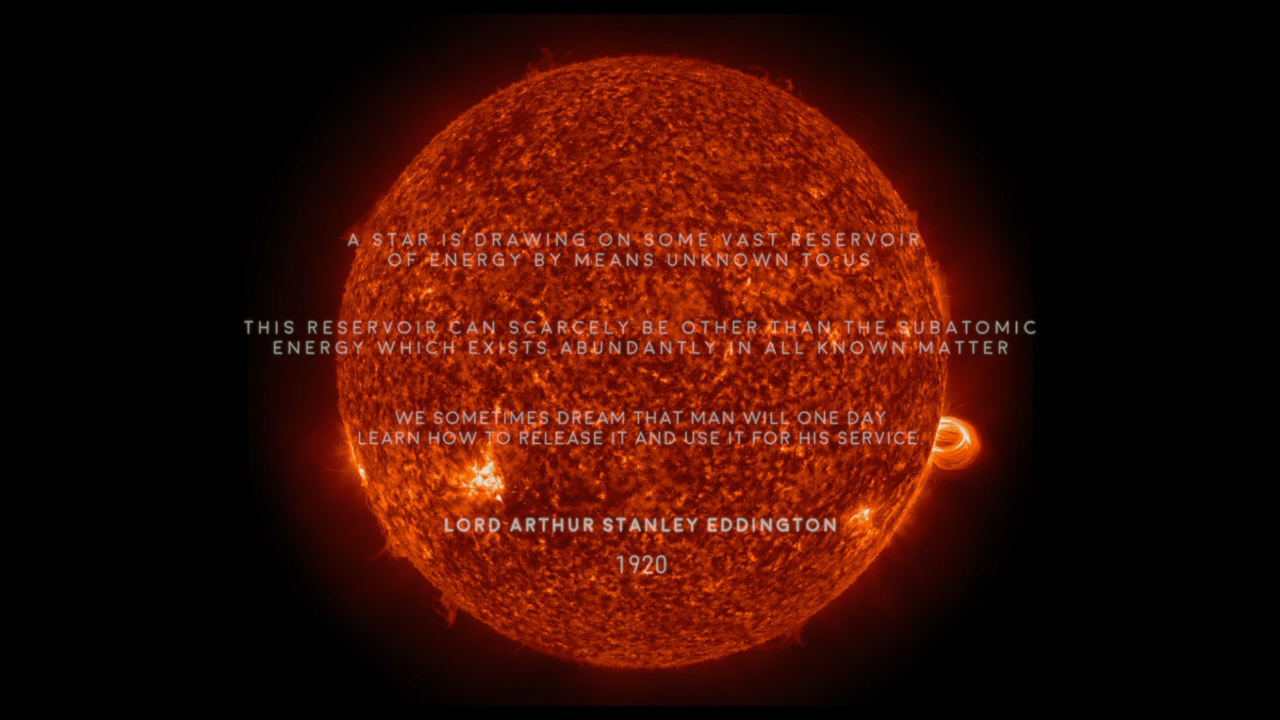 A STAR IS DRAWING ON SOME VAST RESERVOIR
OF ENERGY BY MEANS UNKNOWN TO US
THIS RESERVOIR CAN SCARCELY BE OTHER THAN THE SUBATOMIC
ENERGY WHICH EXISTS ABUNDANTLY IN ALL KNOWN MATTER
WE SOMETIMES DREAM THAT MAN WILL ONE DAY
LEARN HOW TO RELEASE IT AND USE IT FOR HIS SERVICE
LORD ARTHUR STANLEY EDDINGTON
1920